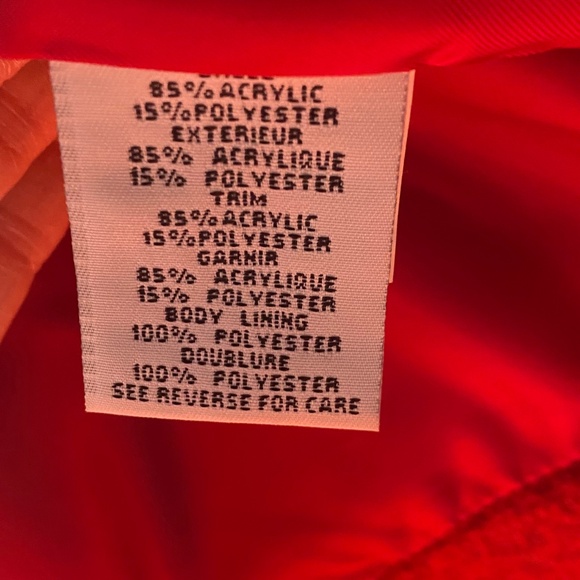 85% ACRYLIC
15% POLYESTER
EXTERIEUR
85% ACRYLIQUE
15% POLYESTER
TRIM
85% ACRYLIC
15% POLYESTER
GARNIR
85% ACRYLIQUE
15% POLYESTER
BODY LINING
100% POLYESTER
DOUBLURE
100% POLYESTER
SEE REVERSE FOR CARE